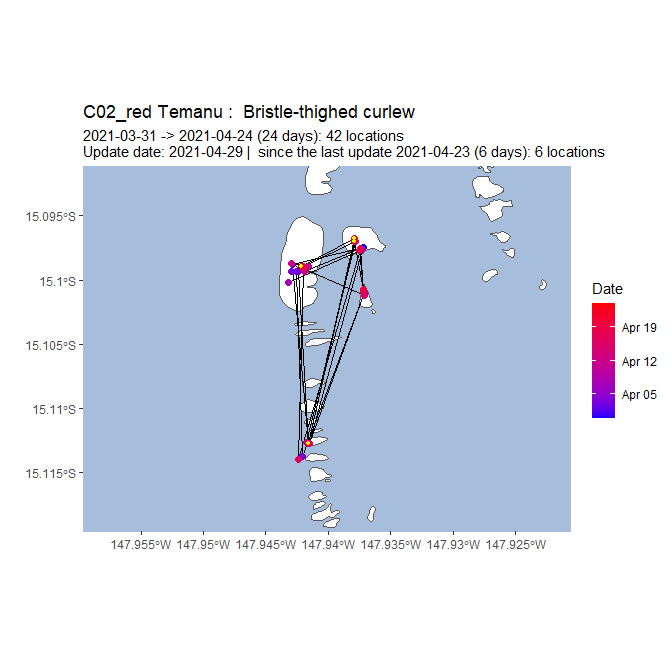 C02_red Temanu :  Bristle-thighed curlew
2021-03-31 -> 2021-04-24 (24 days): 42 locations
Update date: 2021-04-29 |  since the last update 2021-04-23 (6 days): 6 locations
15.095°S
15.1°S
15.105°S
15.11°S
15.115°S
147.955°W 147.95°W 147.945°W 147.94°W 147.935°W 147.93°W 147.925°W
Date
Apr 19
Apr 12
Apr 05